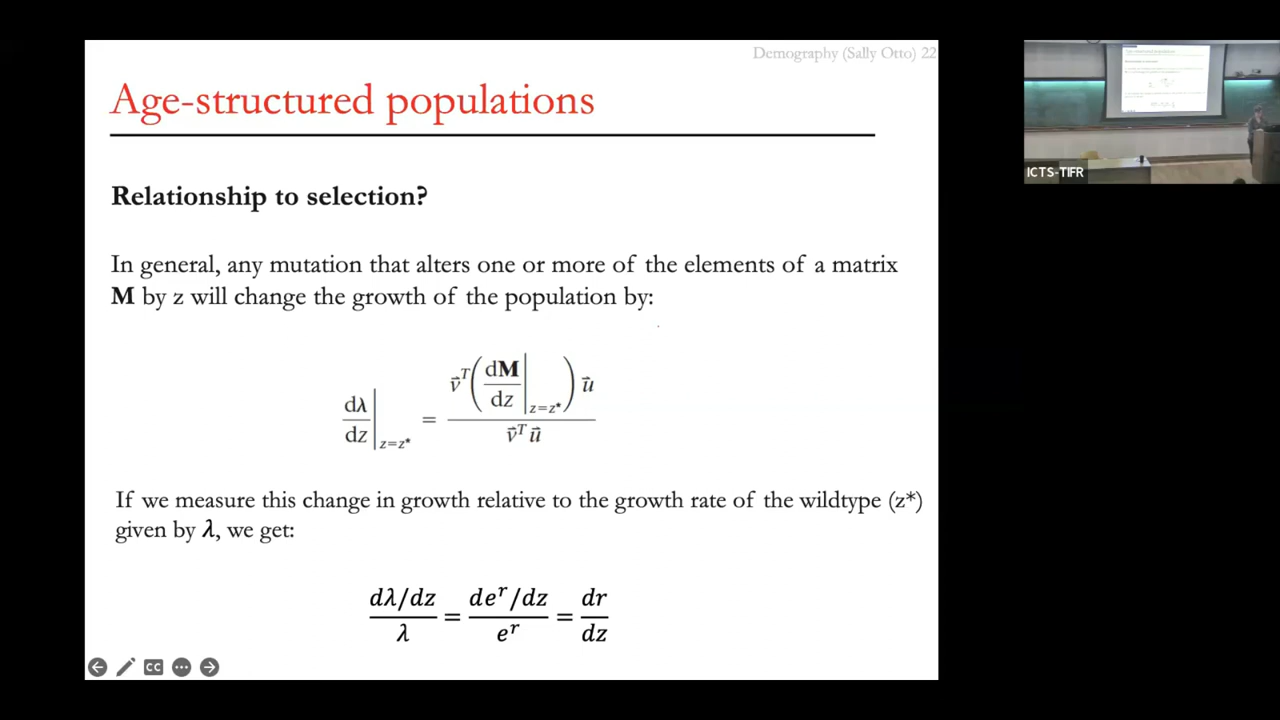 Demography (Sally Otto) 22
Age-structured populations
Relationship to selection?
In general, any mutation that alters one or more of the elements of a matrix
M by z will change the growth of the population by:
dλ/dz |z=z* = v⃗ᵀ (dM/dz |z=z*) u⃗ / v⃗ᵀ u⃗
If we measure this change in growth relative to the growth rate of the wildtype (z*)
given by λ, we get:
(dλ/dz)/λ = (deʳ/dz)/eʳ = dr/dz
CC
ICTS-TIFR